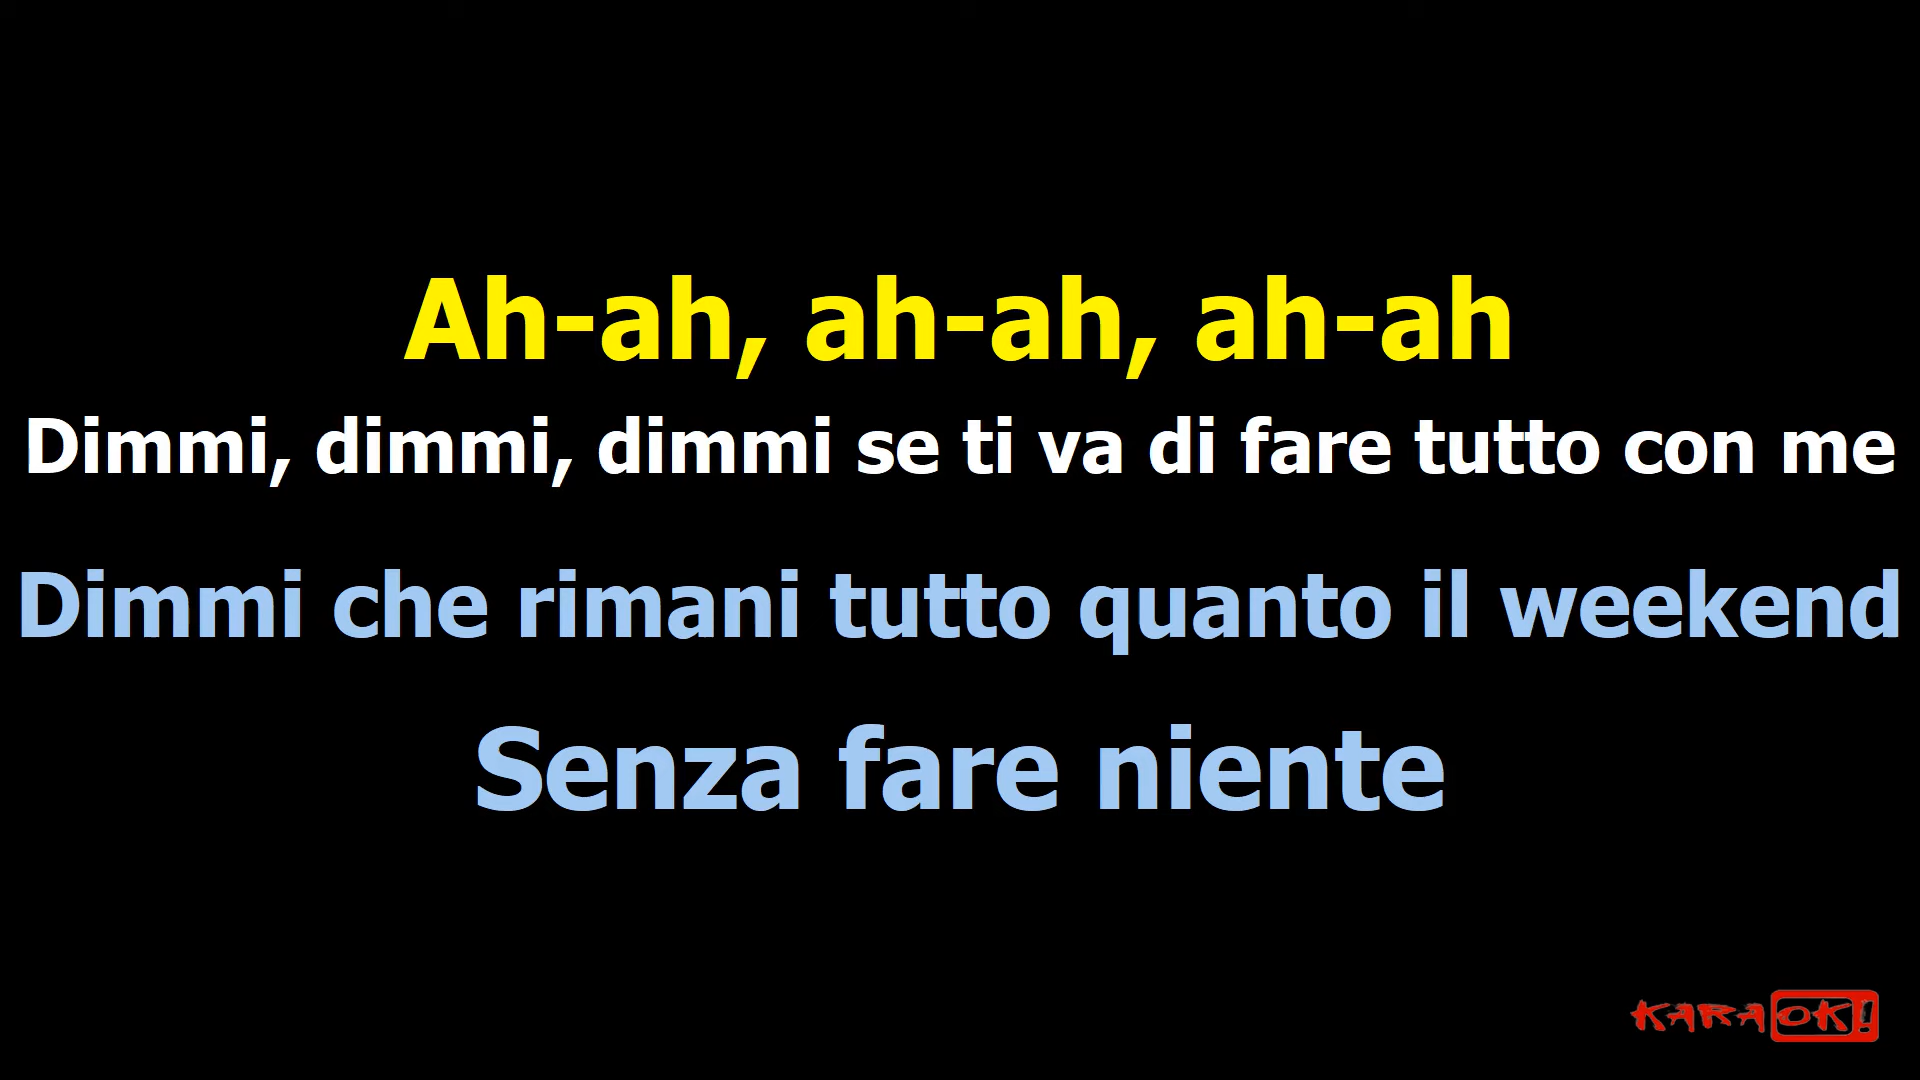 Ah-ah, ah-ah, ah-ah
Dimmi, dimmi, dimmi se ti va di fare tutto con me
Dimmi che rimani tutto quanto il weekend
Senza fare niente
KARAOK!